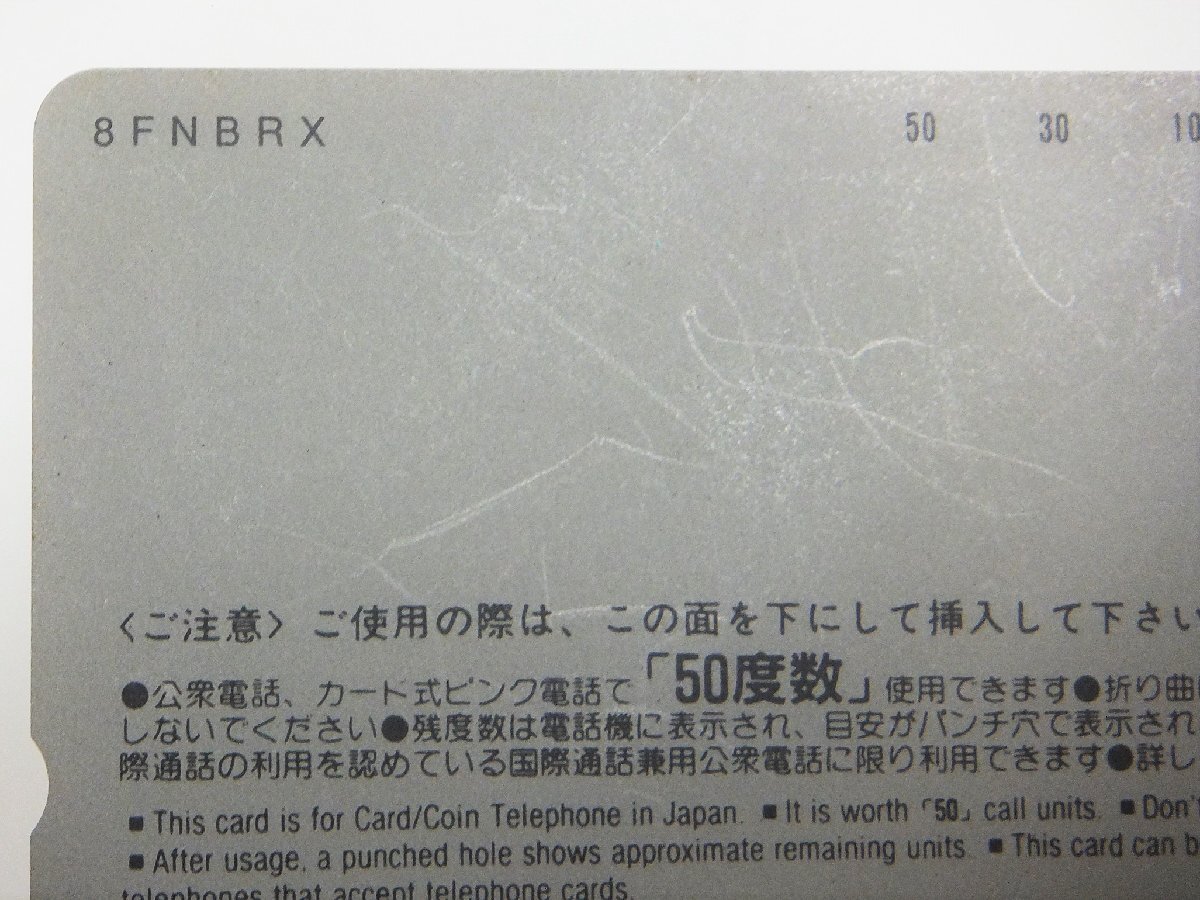 8FNBRX 50 30 10
〈ご注意〉ご使用の際は、この面を下にして挿入して下さい
●公衆電話、カード式ピンク電話で「50度数」使用できます●折り曲
しないでください●残度数は電話機に表示され、目安がパンチ穴で表示され
際通話の利用を認めている国際通話兼用公衆電話に限り利用できます●詳し
■ This card is for Card/Coin Telephone in Japan. ■ It is worth「50」call units. ■ Don't
■ After usage, a punched hole shows approximate remaining units. ■ This card can b
telephones that accept telephone cards.